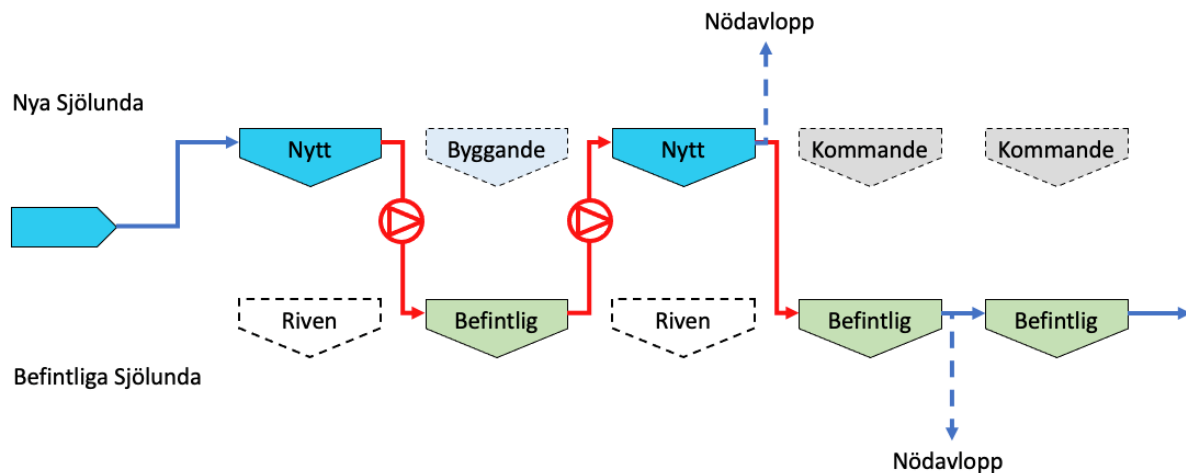 Nödavlopp
Nya Sjölunda
Nytt
Byggande
Nytt
Kommande
Kommande
Riven
Befintlig
Riven
Befintlig
Befintlig
Befintliga Sjölunda
Nödavlopp